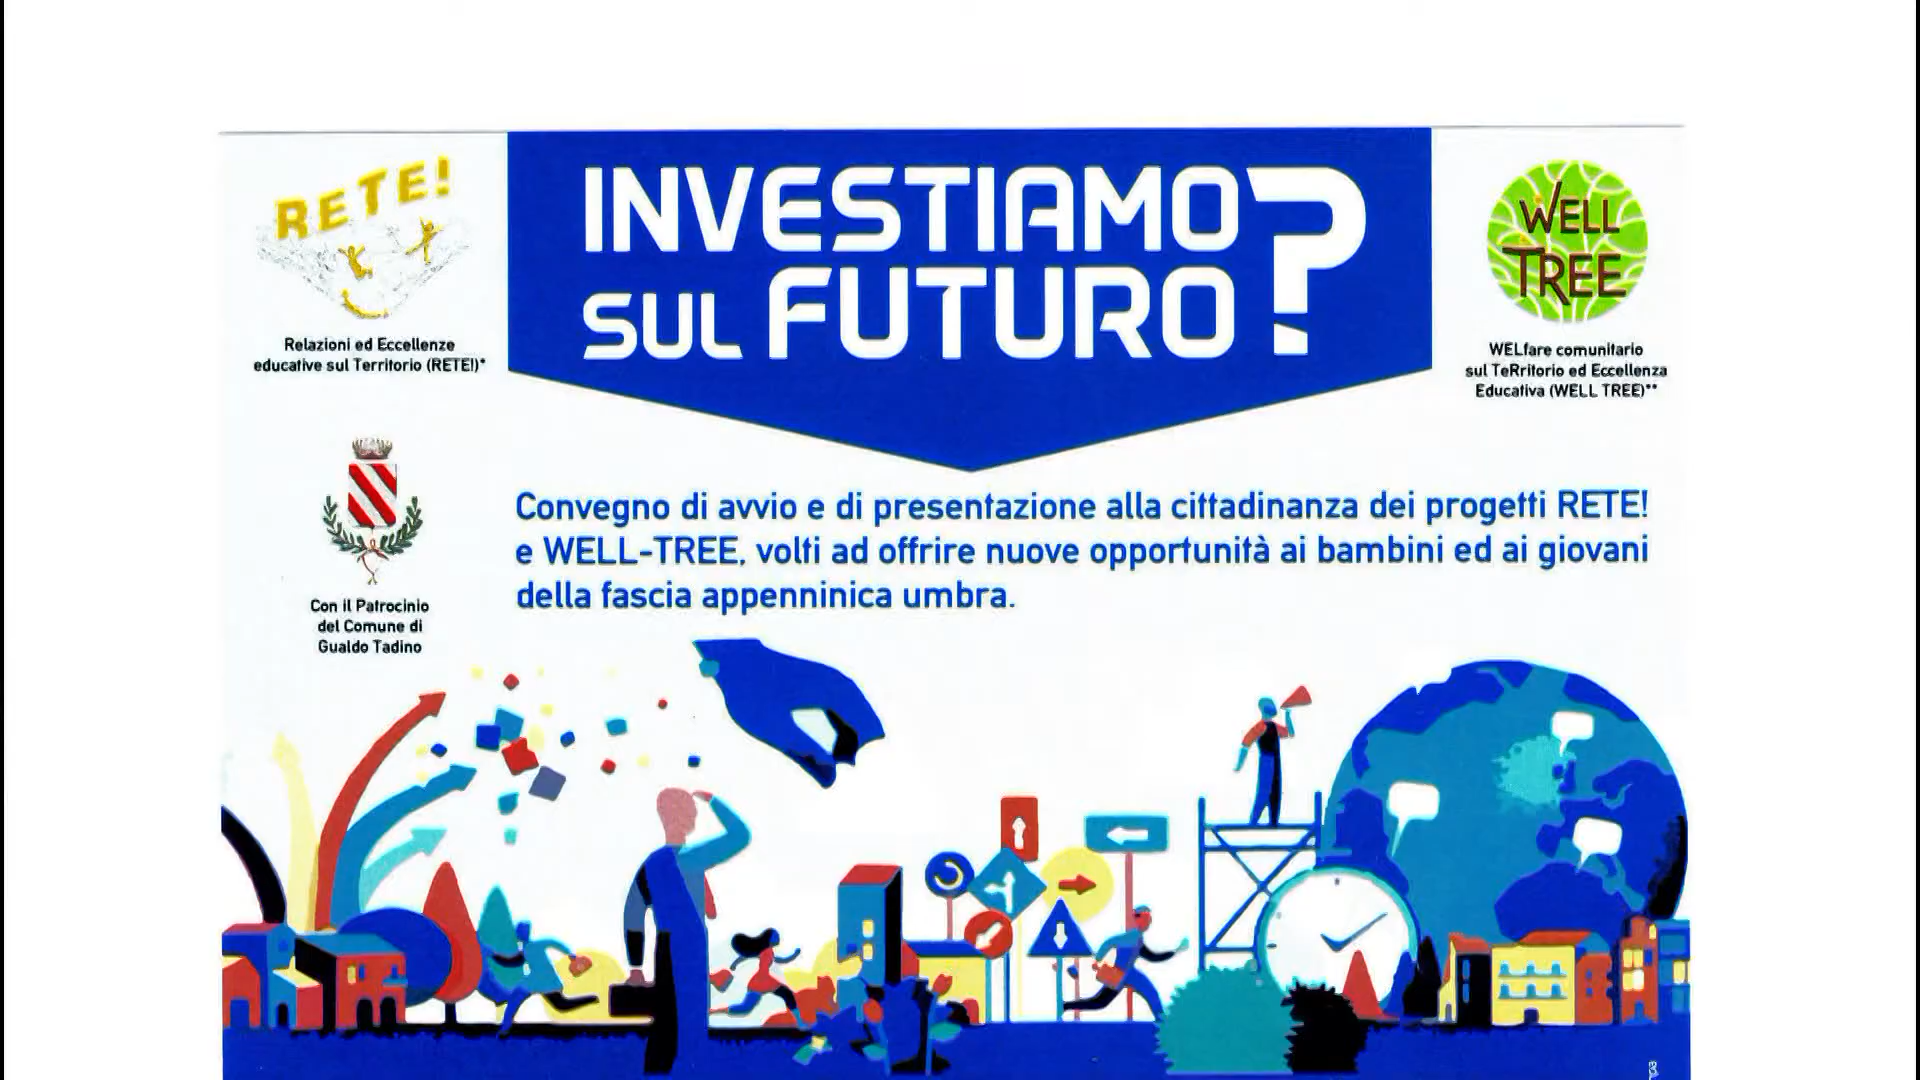 RETE!
Relazioni ed Eccellenze
educative sul Territorio (RETE!)*
INVESTIAMO
SUL FUTURO?
WELL
TREE
WELfare comunitario
sul TeRritorio ed Eccellenza
Educativa (WELL TREE)**
Con il Patrocinio
del Comune di
Gualdo Tadino
Convegno di avvio e di presentazione alla cittadinanza dei progetti RETE!
e WELL-TREE, volti ad offrire nuove opportunità ai bambini ed ai giovani
della fascia appenninica umbra.